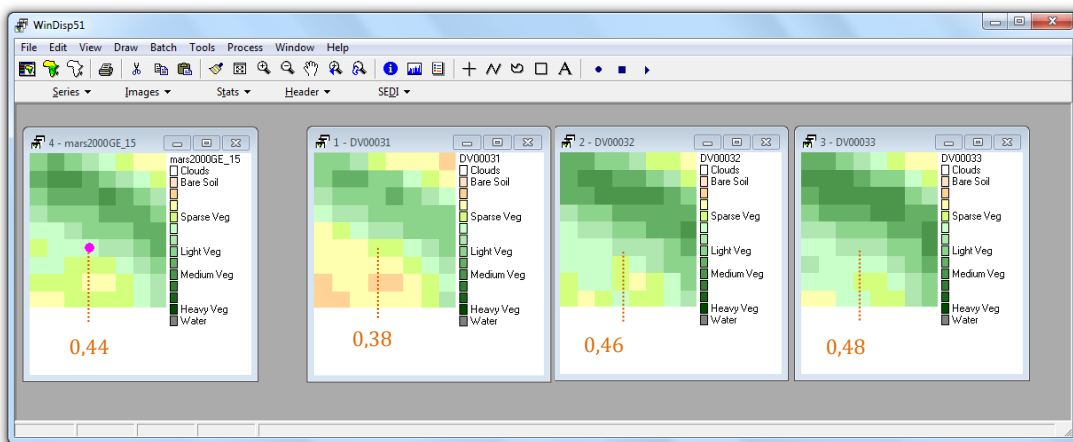 WinDisp51
File Edit View Draw Batch Tools Process Window Help
A
Series Images Stats Header SEDI
4 - mars2000GE_15
mars2000GE_15
Clouds
Bare Soil
Sparse Veg
Light Veg
Medium Veg
Heavy Veg
Water
0,44
1 - DV00031
DV00031
Clouds
Bare Soil
Sparse Veg
Light Veg
Medium Veg
Heavy Veg
Water
0,38
2 - DV00032
DV00032
Clouds
Bare Soil
Sparse Veg
Light Veg
Medium Veg
Heavy Veg
Water
0,46
3 - DV00033
DV00033
Clouds
Bare Soil
Sparse Veg
Light Veg
Medium Veg
Heavy Veg
Water
0,48